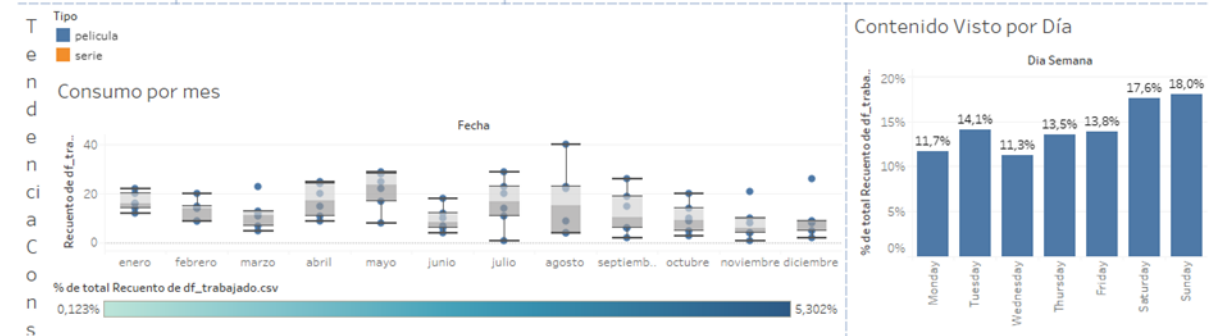 Tendencia Cons
Tipo
pelicula
serie
Consumo por mes
Fecha
Recuento de df_tra..
40
20
0
enero febrero marzo abril mayo junio julio agosto septiemb.. octubre noviembre diciembre
% de total Recuento de df_trabajado.csv
0,123% 5,302%
Contenido Visto por Día
Dia Semana
% de total Recuento de df_traba..
20%
15%
10%
5%
0%
11,7% 14,1% 11,3% 13,5% 13,8% 17,6% 18,0%
Monday Tuesday Wednesday Thursday Friday Saturday Sunday